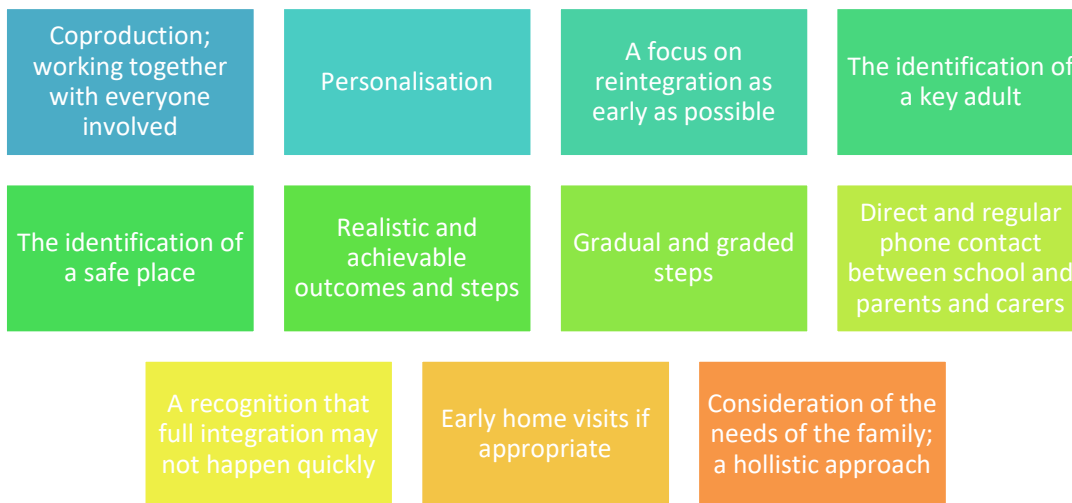 Coproduction;
working together
with everyone
involved
Personalisation
A focus on
reintegration as
early as possible
The identification of
a key adult
The identification of
a safe place
Realistic and
achievable
outcomes and steps
Gradual and graded
steps
Direct and regular
phone contact
between school and
parents and carers
A recognition that
full integration may
not happen quickly
Early home visits if
appropriate
Consideration of the
needs of the family;
a hollistic approach